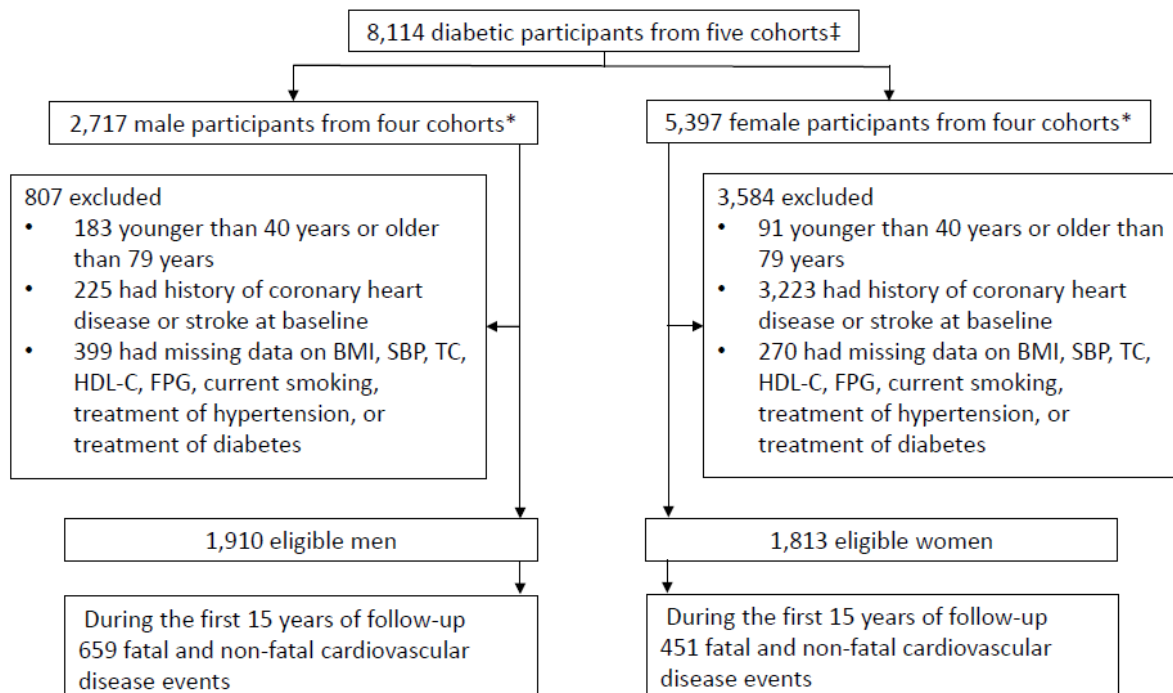 8,114 diabetic participants from five cohorts‡
2,717 male participants from four cohorts*
5,397 female participants from four cohorts*
807 excluded
• 183 younger than 40 years or older
than 79 years
• 225 had history of coronary heart
disease or stroke at baseline
• 399 had missing data on BMI, SBP, TC,
HDL-C, FPG, current smoking,
treatment of hypertension, or
treatment of diabetes
3,584 excluded
• 91 younger than 40 years or older than
79 years
• 3,223 had history of coronary heart
disease or stroke at baseline
• 270 had missing data on BMI, SBP, TC,
HDL-C, FPG, current smoking,
treatment of hypertension, or
treatment of diabetes
1,910 eligible men
1,813 eligible women
During the first 15 years of follow-up
659 fatal and non-fatal cardiovascular
disease events
During the first 15 years of follow-up
451 fatal and non-fatal cardiovascular
disease events